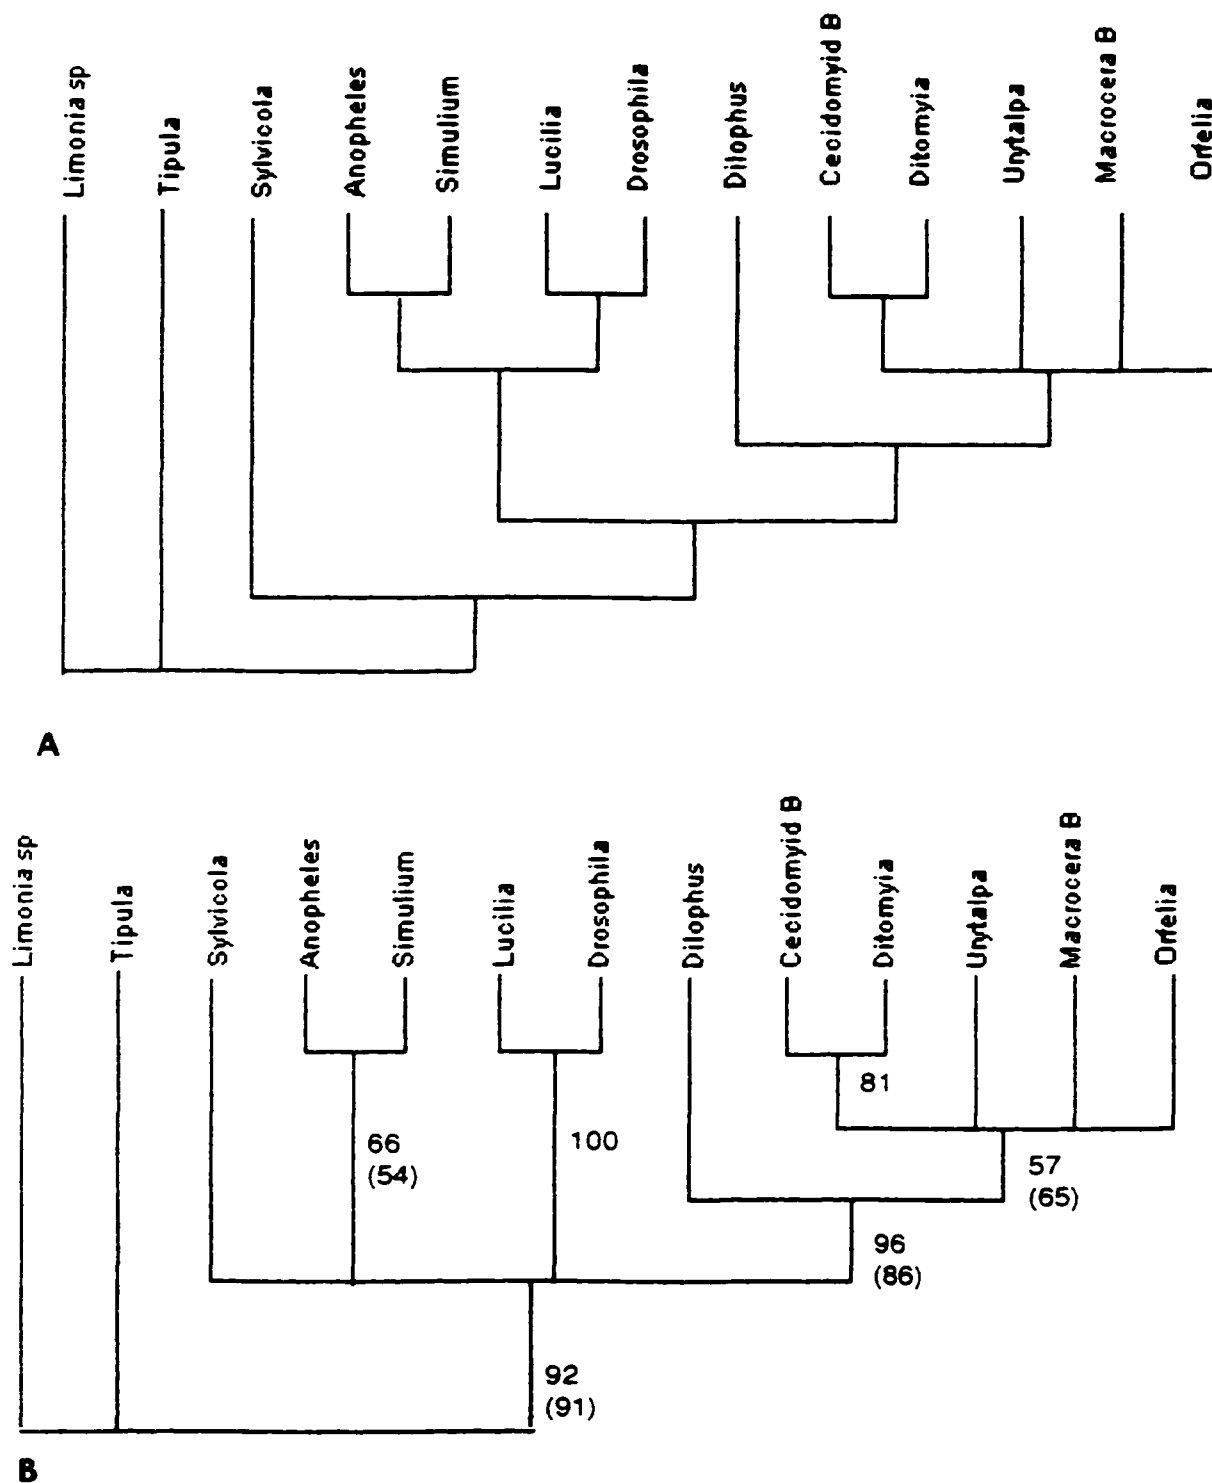 Limonia sp
Tipula
Sylvicola
Anopheles
Simulium
Lucilia
Drosophila
Dilophus
Cecidomyid B
Ditomyia
Urytalpa
Macrocera B
Orfelia
A
Limonia sp
Tipula
Sylvicola
Anopheles
Simulium
Lucilia
Drosophila
Dilophus
Cecidomyid B
Ditomyia
Urytalpa
Macrocera B
Orfelia
81
66
(54)
100
57
(65)
96
(86)
92
(91)
B